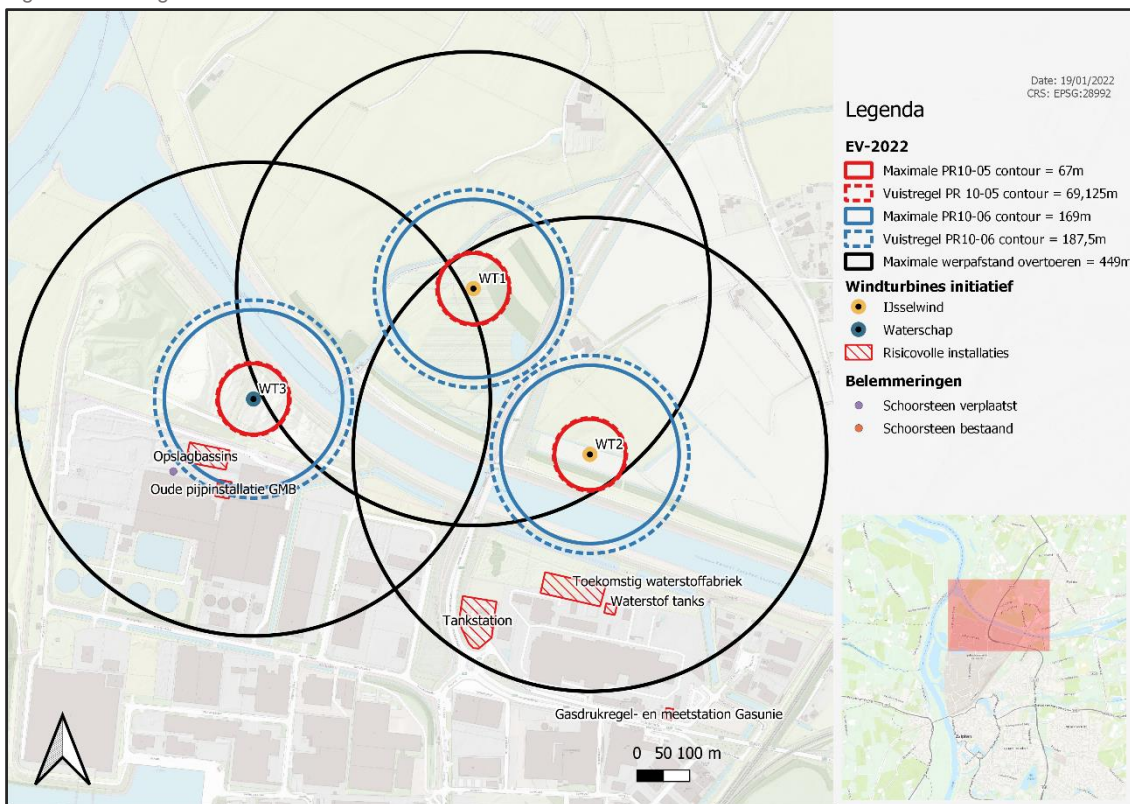 Date: 19/01/2022
CRS: EPSG:28992
Legenda
EV-2022
Maximale PR10-05 contour = 67m
Vuistregel PR 10-05 contour = 69,125m
Maximale PR10-06 contour = 169m
Vuistregel PR10-06 contour = 187,5m
Maximale werpafstand overtoeren = 449m
Windturbines initiatief
IJsselwind
Waterschap
Risicovolle installaties
Belemmeringen
Schoorsteen verplaatst
Schoorsteen bestaand
WT1
WT3
WT2
Opslagbassins
Oude pijpinstallatie GMB
Toekomstig waterstoffabriek
Waterstof tanks
Tankstation
Gasdrukregel- en meetstation Gasunie
0 50 100 m